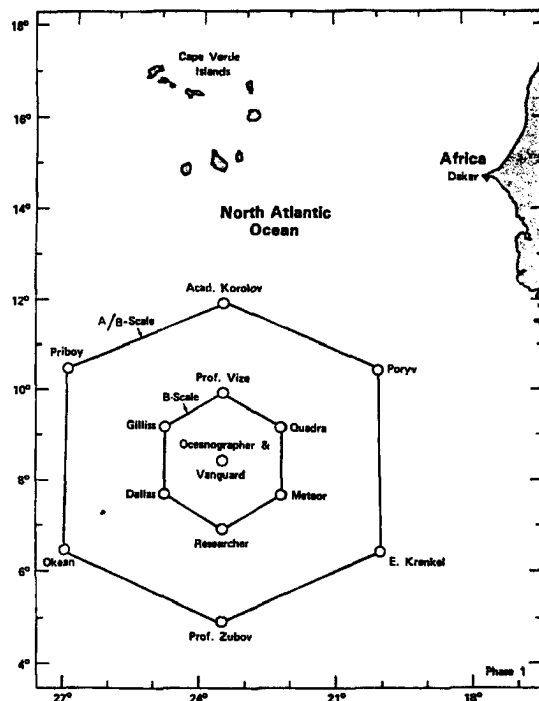 18°
Cape Verde
Islands
16°
Africa
Dakar
14°
North Atlantic
Ocean
12°
Acad. Korolov
A/B-Scale
Priboy
Poryv
10°
Prof. Vize
B-Scale
Gilliss
Quadra
Oceanographer &
Vanguard
8°
Dallas
Meteor
Researcher
6°
Okean
E. Krenkel
Prof. Zubov
4°
Phase 1
27°
24°
21°
18°